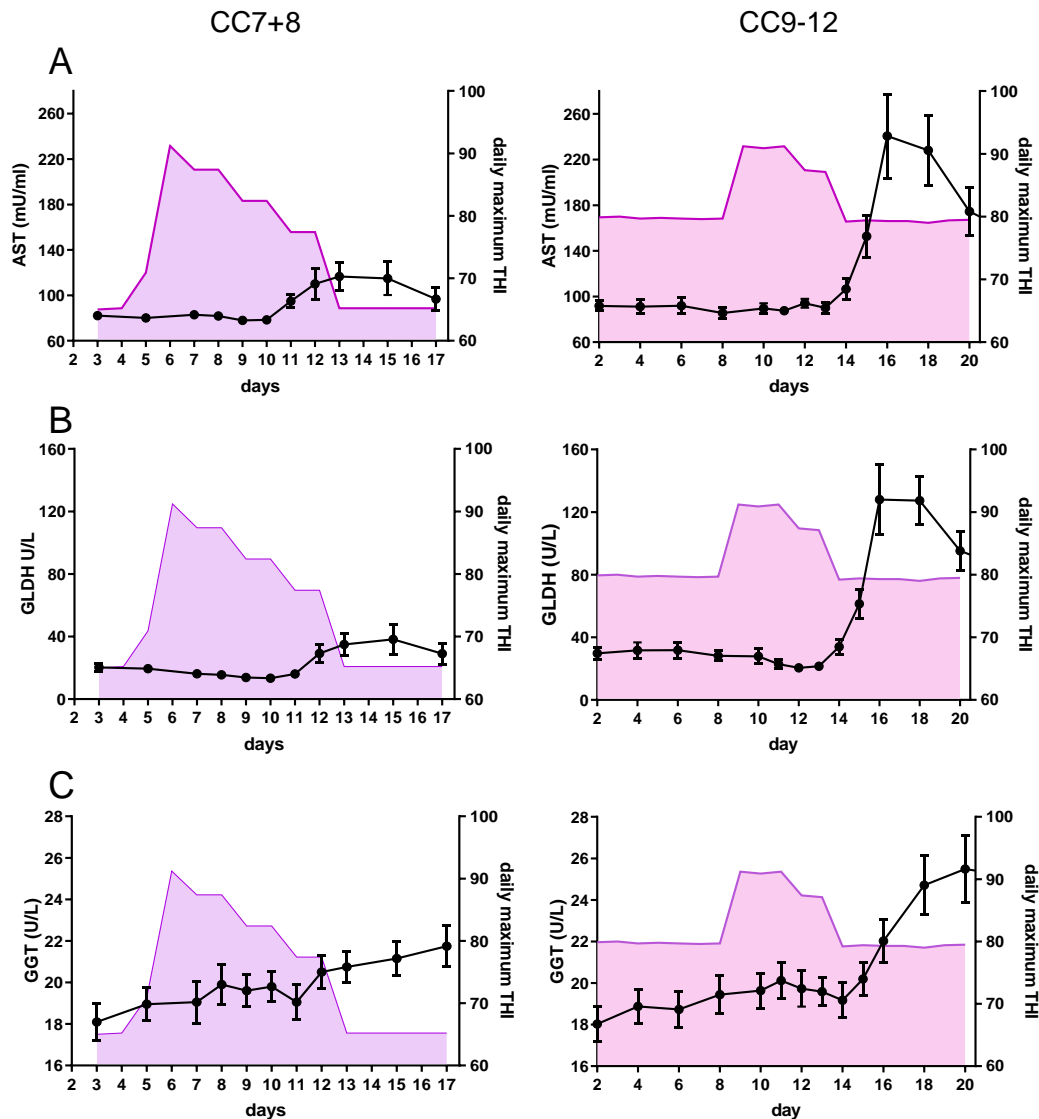 CC7+8
CC9-12
A
AST (mU/ml)
260
220
180
140
100
60
100
90
80
70
60
daily maximum THI
2 3 4 5 6 7 8 9 10 11 12 13 14 15 16 17
days
AST (mU/ml)
260
220
180
140
100
60
100
90
80
70
60
daily maximum THI
2 4 6 8 10 12 14 16 18 20
days
B
GLDH U/L
160
120
80
40
0
100
90
80
70
60
daily maximum THI
2 3 4 5 6 7 8 9 10 11 12 13 14 15 16 17
days
GLDH (U/L)
160
120
80
40
0
100
90
80
70
60
daily maximum THI
2 4 6 8 10 12 14 16 18 20
day
C
GGT (U/L)
28
26
24
22
20
18
16
100
90
80
70
60
daily maximum THI
2 3 4 5 6 7 8 9 10 11 12 13 14 15 16 17
days
GGT (U/L)
28
26
24
22
20
18
16
100
90
80
70
60
daily maximum THI
2 4 6 8 10 12 14 16 18 20
days